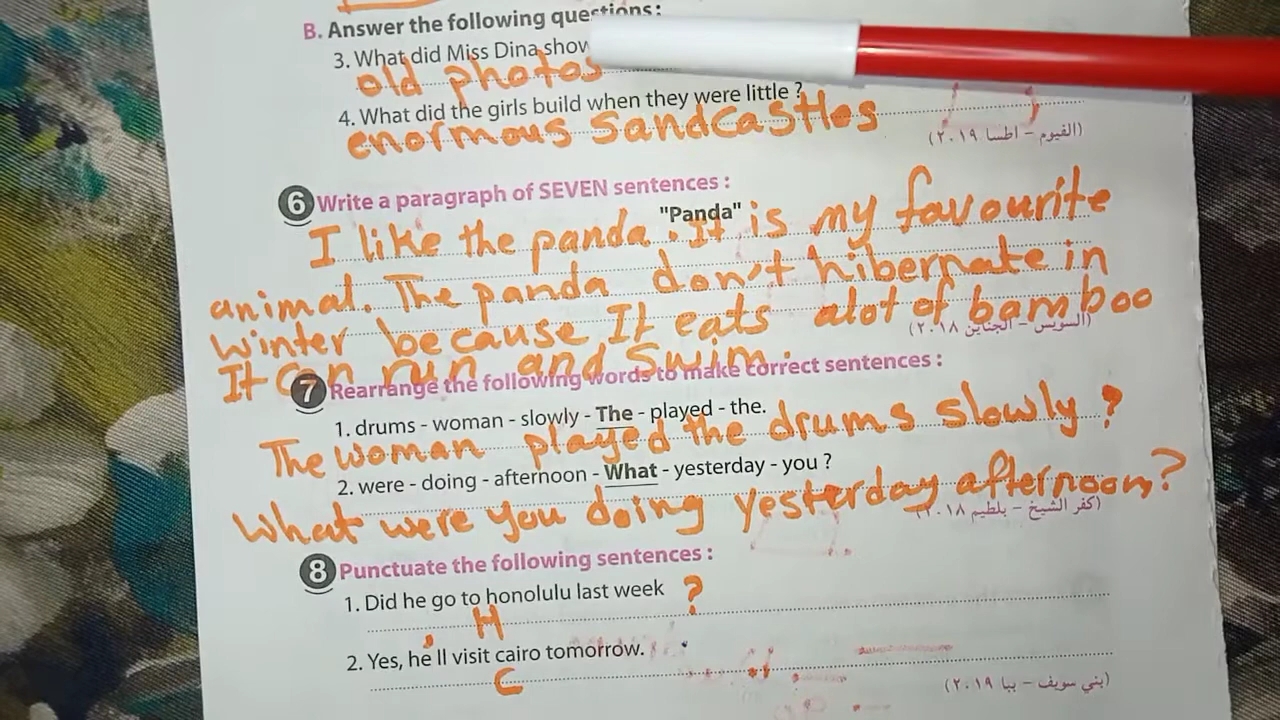 B. Answer the following questions:
3. What did Miss Dina show
old photos
4. What did the girls build when they were little ?
enormous Sandcastles
(الفيوم - اطسا ٢٠١٩)
6 Write a paragraph of SEVEN sentences :
"Panda"
I like the panda. It is my favourite
animal. The panda don't hibernate in
winter because It eats alot of bamboo
(السويس - الجناين ٢٠١٨)
It can run and Swim.
7 Rearrange the following words to make correct sentences :
1. drums - woman - slowly - The - played - the.
The woman played the drums slowly ?
2. were - doing - afternoon - What - yesterday - you ?
What were you doing yesterday afternoon?
(كفر الشيخ - بلطيم ٢٠١٨)
8 Punctuate the following sentences :
1. Did he go to honolulu last week ?
H
2. Yes, he'll visit cairo tomorrow.
C
(بني سويف - ببا ٢٠١٩)